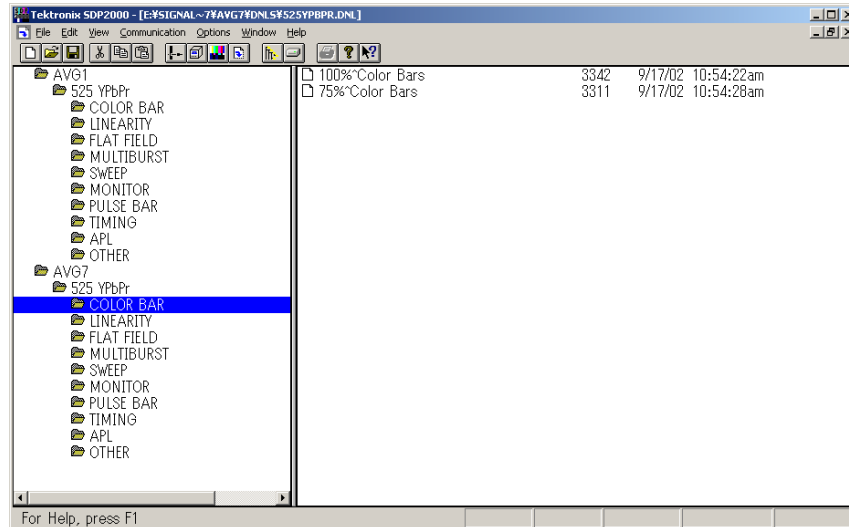 Tektronix SDP2000 - [E:¥SIGNAL~7¥AVG7¥DNLS¥525YPBPR.DNL]
File Edit View Communication Options Window Help
AVG1
525 YPbPr
COLOR BAR
LINEARITY
FLAT FIELD
MULTIBURST
SWEEP
MONITOR
PULSE BAR
TIMING
APL
OTHER
AVG7
525 YPbPr
COLOR BAR
LINEARITY
FLAT FIELD
MULTIBURST
SWEEP
MONITOR
PULSE BAR
TIMING
APL
OTHER
100%^Color Bars 3342 9/17/02 10:54:22am
75%^Color Bars 3311 9/17/02 10:54:28am
For Help, press F1